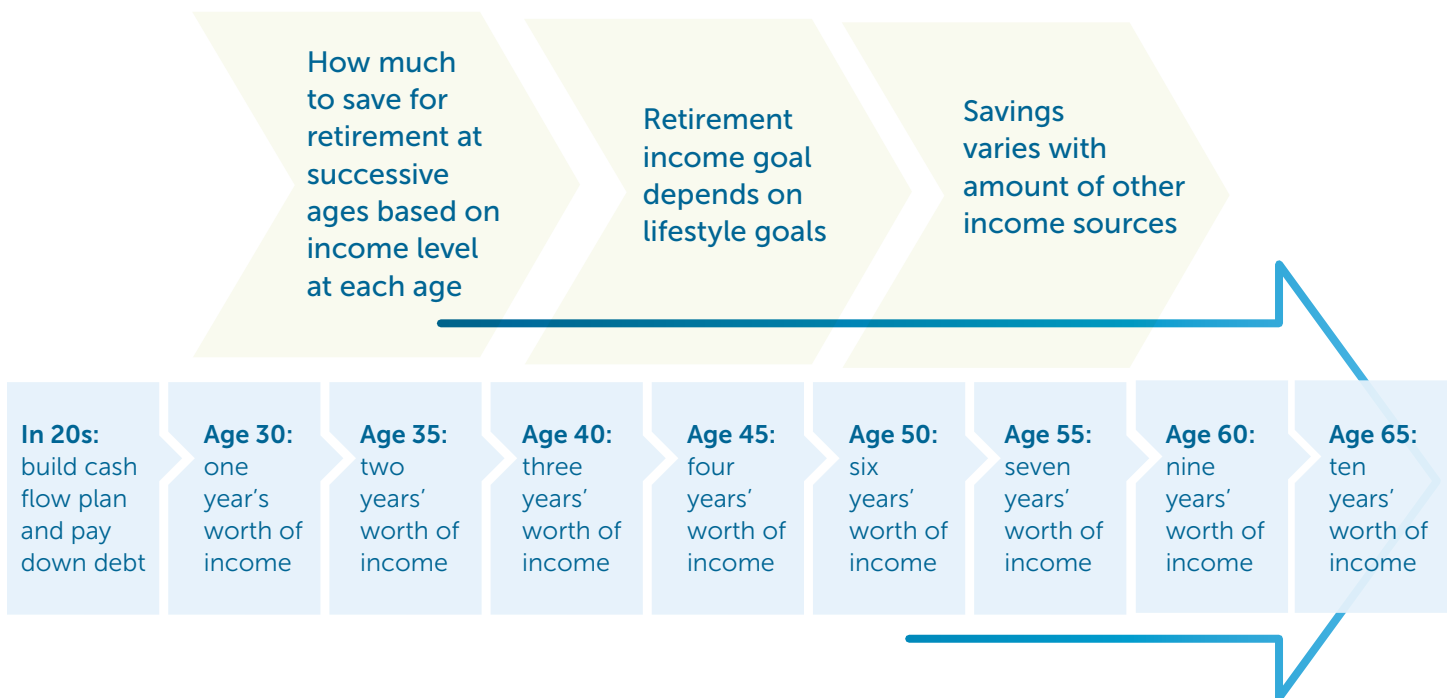 How much
to save for
retirement at
successive
ages based on
income level
at each age
Retirement
income goal
depends on
lifestyle goals
Savings
varies with
amount of other
income sources
In 20s:
build cash
flow plan
and pay
down debt
Age 30:
one
year’s
worth of
income
Age 35:
two
years’
worth of
income
Age 40:
three
years’
worth of
income
Age 45:
four
years’
worth of
income
Age 50:
six
years’
worth of
income
Age 55:
seven
years’
worth of
income
Age 60:
nine
years’
worth of
income
Age 65:
ten
years’
worth of
income